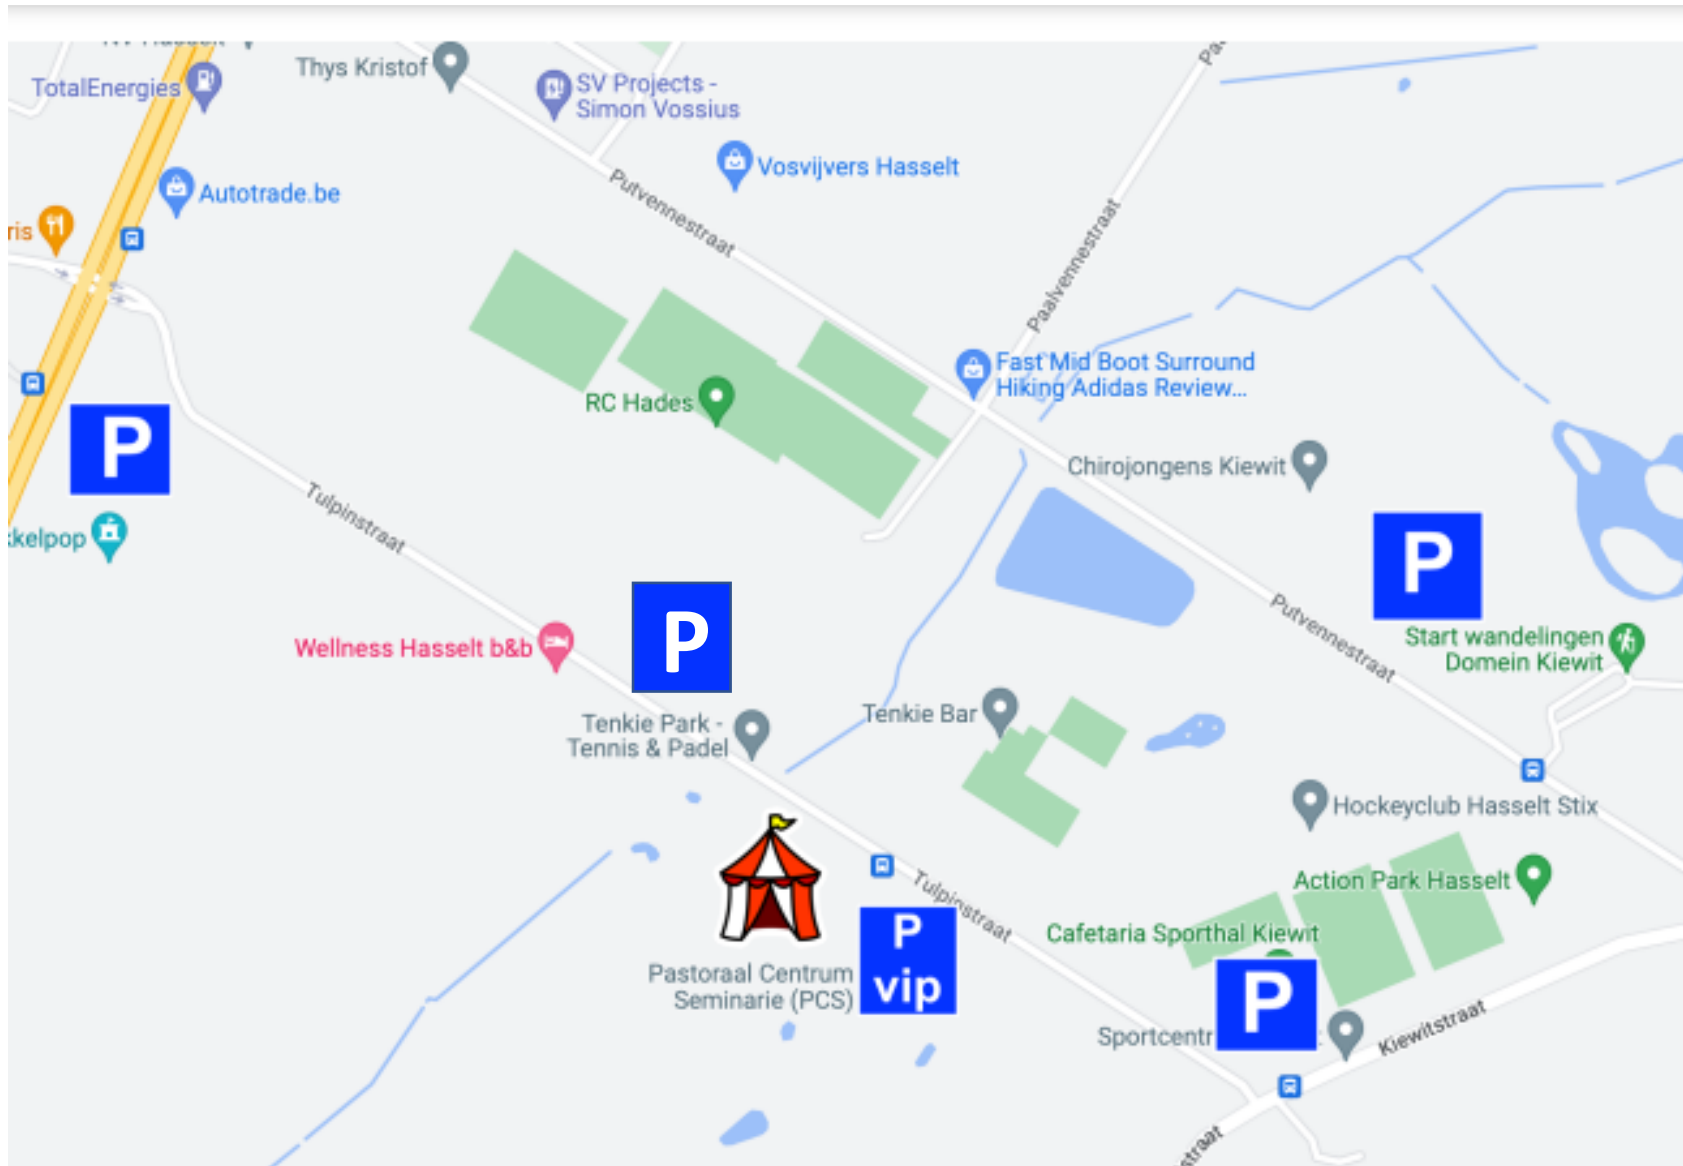 TotalEnergies
Thys Kristof
SV Projects -
Simon Vossius
Vosvijvers Hasselt
Autotrade.be
Putvennestraat
Paalvennestraat
RC Hades
Fast Mid Boot Surround
Hiking Adidas Review...
Chirojongens Kiewit
P
Tulpinstraat
P
Putvennestraat
P
Wellness Hasselt b&b
Start wandelingen
Domein Kiewit
Tenkie Park -
Tennis & Padel
Tenkie Bar
Hockeyclub Hasselt Stix
Action Park Hasselt
Tulpinstraat
Cafetaria Sporthal Kiewit
P
vip
Pastoraal Centrum
Seminarie (PCS)
P
Kiewitstraat